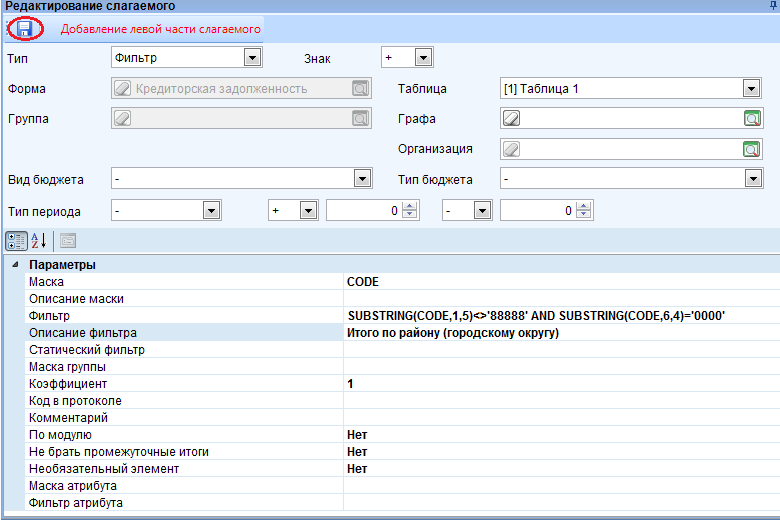 Редактирование слагаемого
Добавление левой части слагаемого
Тип Фильтр Знак +
Форма Кредиторская задолженность Таблица [1] Таблица 1
Группа Графа
Организация
Вид бюджета - Тип бюджета -
Тип периода - + 0 - 0
Параметры
Маска CODE
Описание маски
Фильтр SUBSTRING(CODE,1,5)<>'88888' AND SUBSTRING(CODE,6,4)='0000'
Описание фильтра Итого по району (городскому округу)
Статический фильтр
Маска группы
Коэффициент 1
Код в протоколе
Комментарий
По модулю Нет
Не брать промежуточные итоги Нет
Необязательный элемент Нет
Маска атрибута
Фильтр атрибута